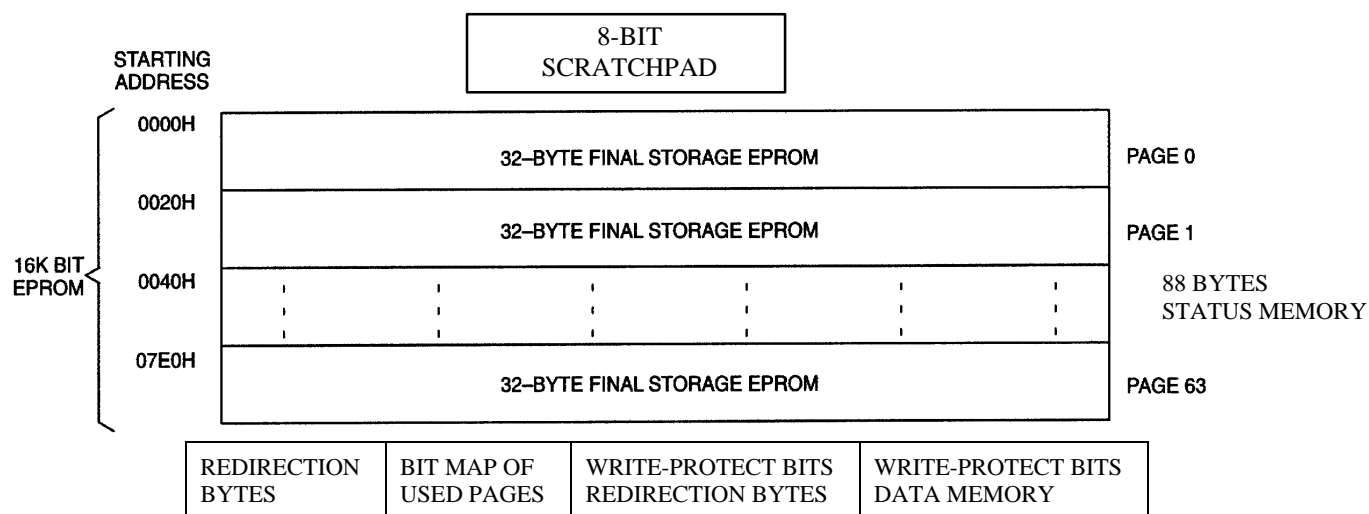 8-BIT
SCRATCHPAD
STARTING
ADDRESS
0000H
32–BYTE FINAL STORAGE EPROM
PAGE 0
0020H
32–BYTE FINAL STORAGE EPROM
PAGE 1
16K BIT
EPROM
0040H
88 BYTES
STATUS MEMORY
07E0H
32–BYTE FINAL STORAGE EPROM
PAGE 63
REDIRECTION
BYTES
BIT MAP OF
USED PAGES
WRITE-PROTECT BITS
REDIRECTION BYTES
WRITE-PROTECT BITS
DATA MEMORY